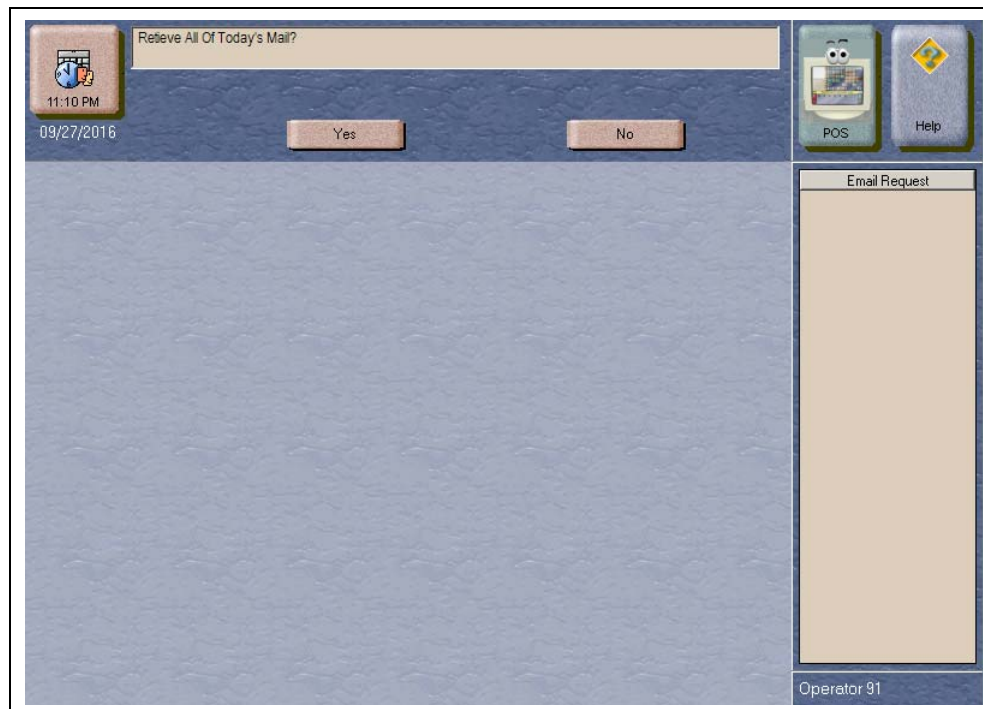 Retieve All Of Today's Mail?
11:10 PM
09/27/2016
Yes
No
POS
Help
Email Request
Operator 91